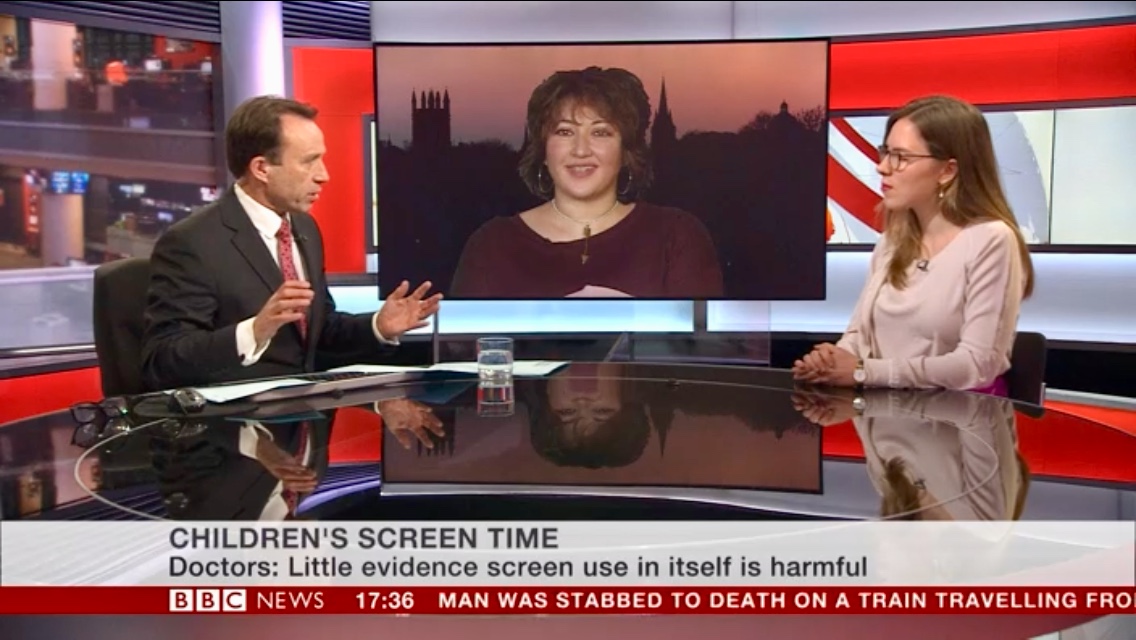 CHILDREN'S SCREEN TIME
Doctors: Little evidence screen use in itself is harmful
BBC NEWS 17:36 MAN WAS STABBED TO DEATH ON A TRAIN TRAVELLING FRO